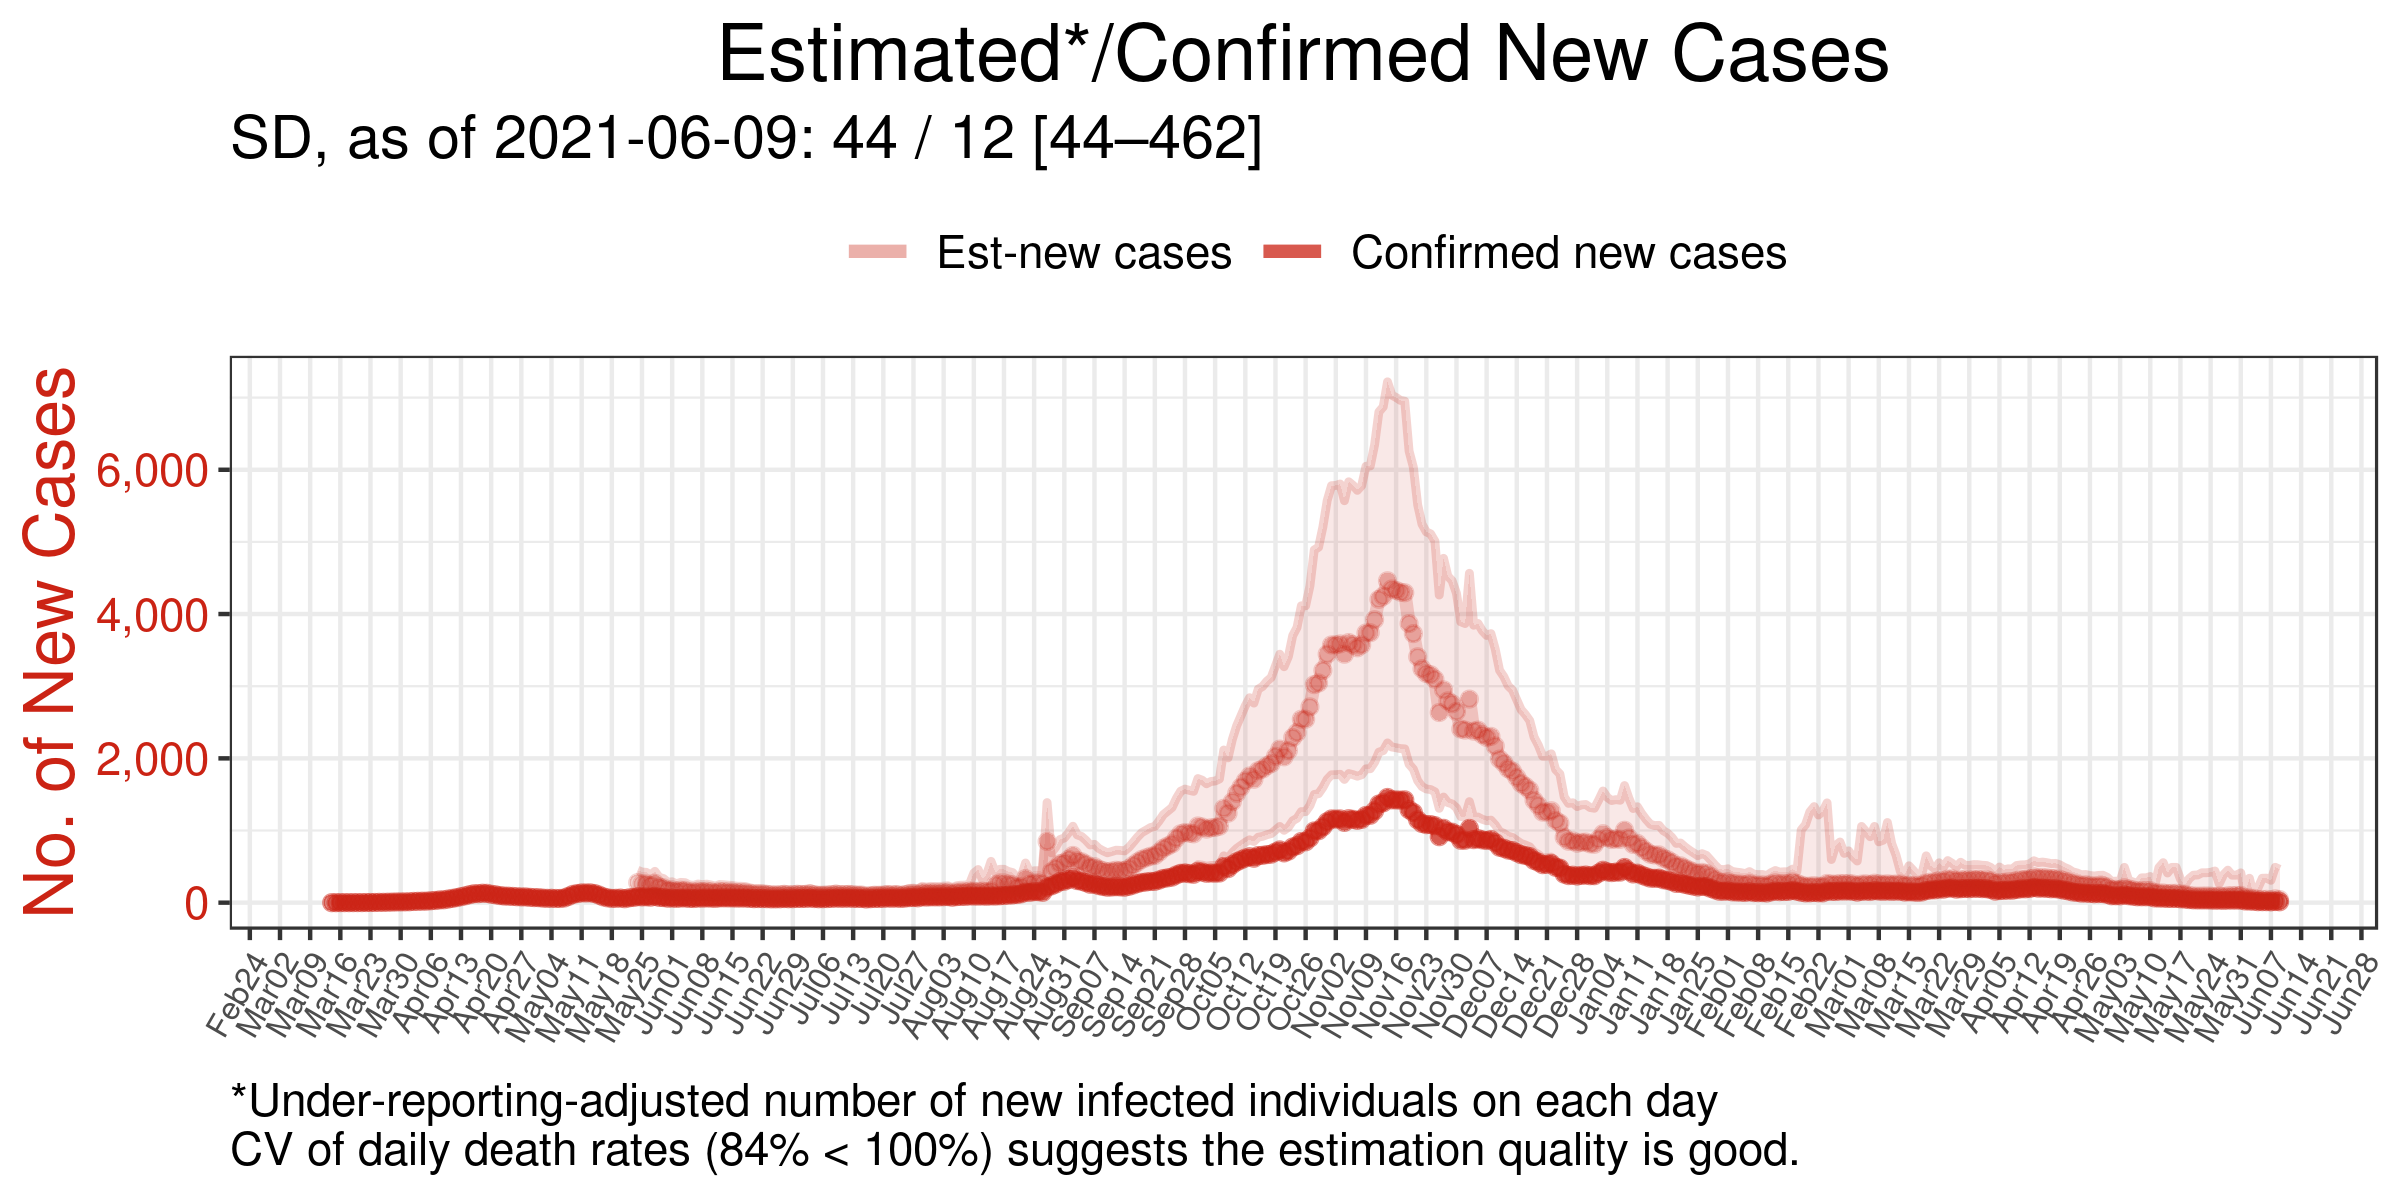 Estimated*/Confirmed New Cases
SD, as of 2021-06-09: 44 / 12 [44–462]
Est-new cases
Confirmed new cases
No. of New Cases
6,000
4,000
2,000
0
Feb24
Mar02
Mar09
Mar16
Mar23
Mar30
Apr06
Apr13
Apr20
Apr27
May04
May11
May18
May25
Jun01
Jun08
Jun15
Jun22
Jun29
Jul06
Jul13
Jul20
Jul27
Aug03
Aug10
Aug17
Aug24
Aug31
Sep07
Sep14
Sep21
Sep28
Oct05
Oct12
Oct19
Oct26
Nov02
Nov09
Nov16
Nov23
Nov30
Dec07
Dec14
Dec21
Dec28
Jan04
Jan11
Jan18
Jan25
Feb01
Feb08
Feb15
Feb22
Mar01
Mar08
Mar15
Mar22
Mar29
Apr05
Apr12
Apr19
Apr26
May03
May10
May17
May24
May31
Jun07
Jun14
Jun21
Jun28
*Under-reporting-adjusted number of new infected individuals on each day
CV of daily death rates (84% < 100%) suggests the estimation quality is good.